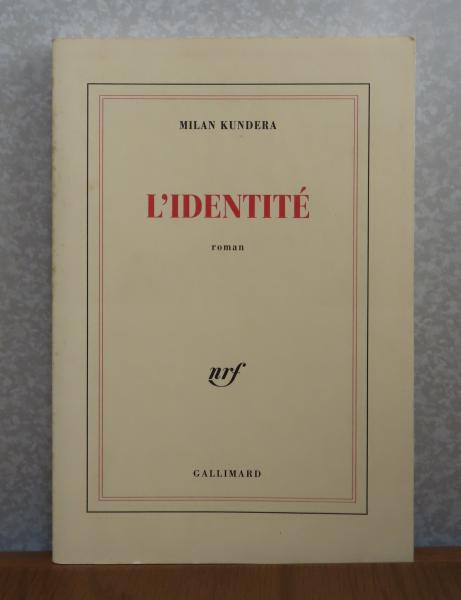 MILAN KUNDERA
L'IDENTITÉ
roman
nrf
GALLIMARD